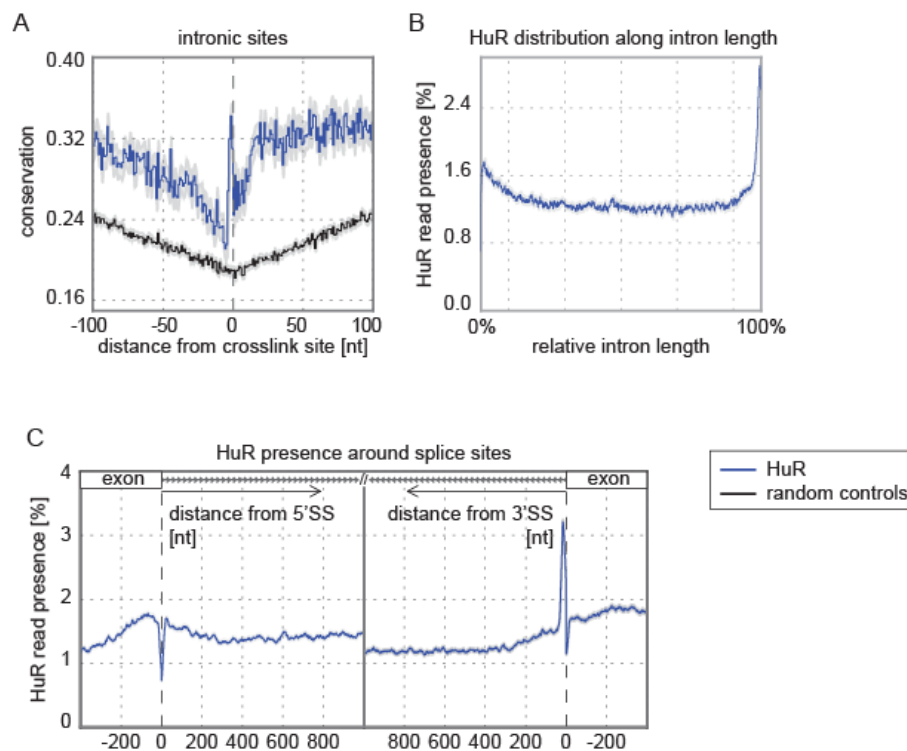 A
intronic sites
0.40
0.32
0.24
0.16
conservation
-100 -50 0 50 100
distance from crosslink site [nt]
B
HuR distribution along intron length
2.4
1.6
0.8
0.0
HuR read presence [%]
0% 100%
relative intron length
C
HuR presence around splice sites
4
3
2
1
0
HuR read presence [%]
exon // exon
distance from 5'SS
[nt]
distance from 3'SS
[nt]
-200 0 200 400 600 800 800 600 400 200 0 -200
HuR
random controls